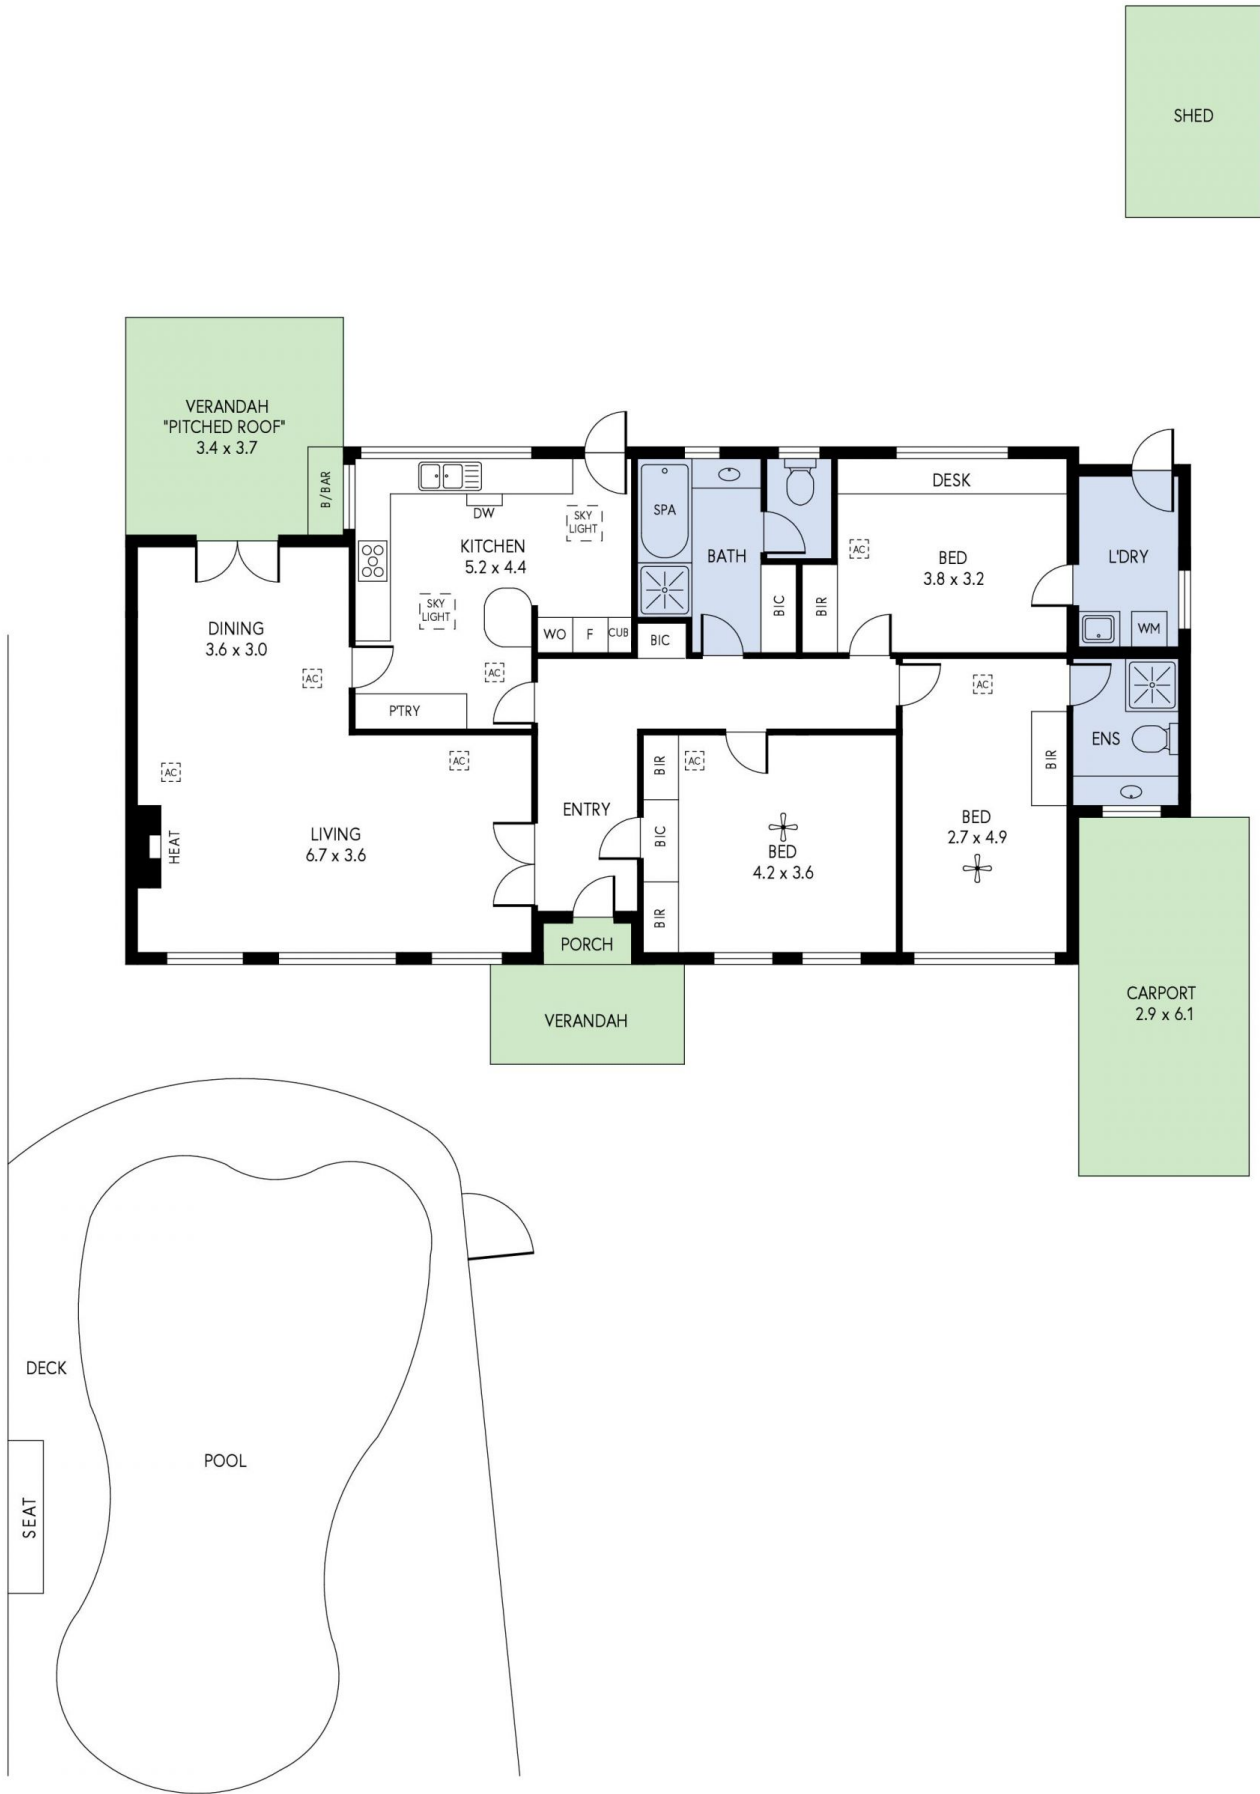 SHED
VERANDAH
"PITCHED ROOF"
3.4 x 3.7
B/BAR
DW
SKY
LIGHT
KITCHEN
5.2 x 4.4
SKY
LIGHT
WO
F
CUB
BIC
AC
P'TRY
SPA
BATH
BIC
BIR
DESK
AC
BED
3.8 x 3.2
L'DRY
WM
DINING
3.6 x 3.0
AC
AC
AC
HEAT
LIVING
6.7 x 3.6
ENTRY
BIR
BIC
BIR
AC
BED
4.2 x 3.6
AC
BIR
BED
2.7 x 4.9
ENS
PORCH
VERANDAH
CARPORT
2.9 x 6.1
DECK
POOL
SEAT